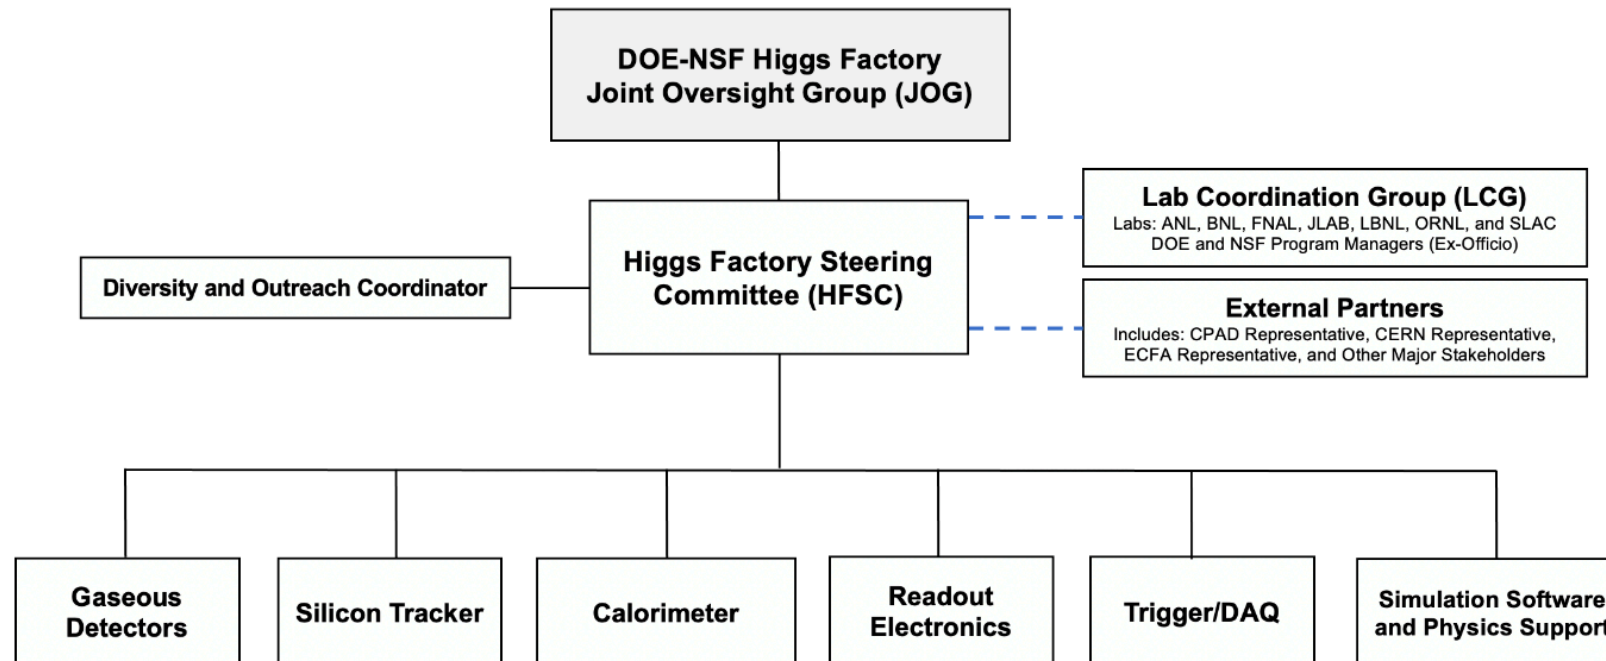 DOE-NSF Higgs Factory
Joint Oversight Group (JOG)
Lab Coordination Group (LCG)
Labs: ANL, BNL, FNAL, JLAB, LBNL, ORNL, and SLAC
DOE and NSF Program Managers (Ex-Officio)
Higgs Factory Steering
Committee (HFSC)
Diversity and Outreach Coordinator
External Partners
Includes: CPAD Representative, CERN Representative,
ECFA Representative, and Other Major Stakeholders
Gaseous
Detectors
Silicon Tracker
Calorimeter
Readout
Electronics
Trigger/DAQ
Simulation Software
and Physics Support